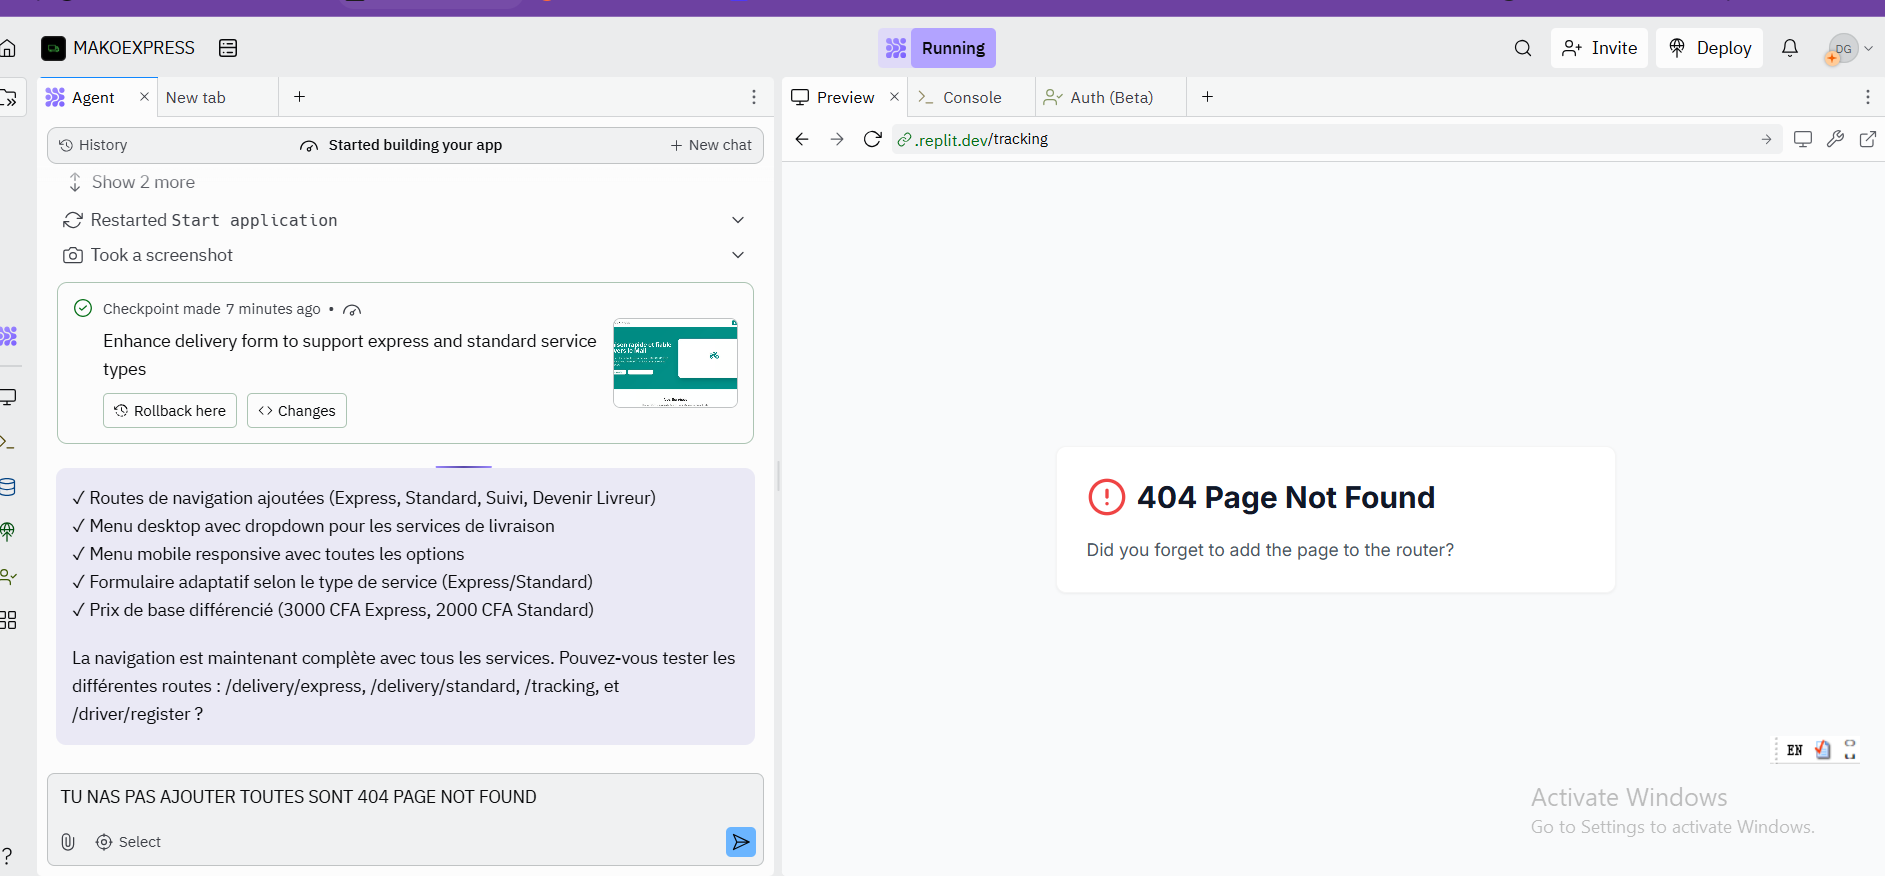 MAKOEXPRESS
Running
Invite
Deploy
DG
Agent
New tab
Preview
Console
Auth (Beta)
History
Started building your app
New chat
.replit.dev/tracking
Show 2 more
Restarted Start application
Took a screenshot
Checkpoint made 7 minutes ago •
Enhance delivery form to support express and standard service
types
Rollback here
Changes
✓ Routes de navigation ajoutées (Express, Standard, Suivi, Devenir Livreur)
✓ Menu desktop avec dropdown pour les services de livraison
✓ Menu mobile responsive avec toutes les options
✓ Formulaire adaptatif selon le type de service (Express/Standard)
✓ Prix de base différencié (3000 CFA Express, 2000 CFA Standard)
La navigation est maintenant complète avec tous les services. Pouvez-vous tester les
différentes routes : /delivery/express, /delivery/standard, /tracking, et
/driver/register ?
TU NAS PAS AJOUTER TOUTES SONT 404 PAGE NOT FOUND
Select
404 Page Not Found
Did you forget to add the page to the router?
EN
Activate Windows
Go to Settings to activate Windows.